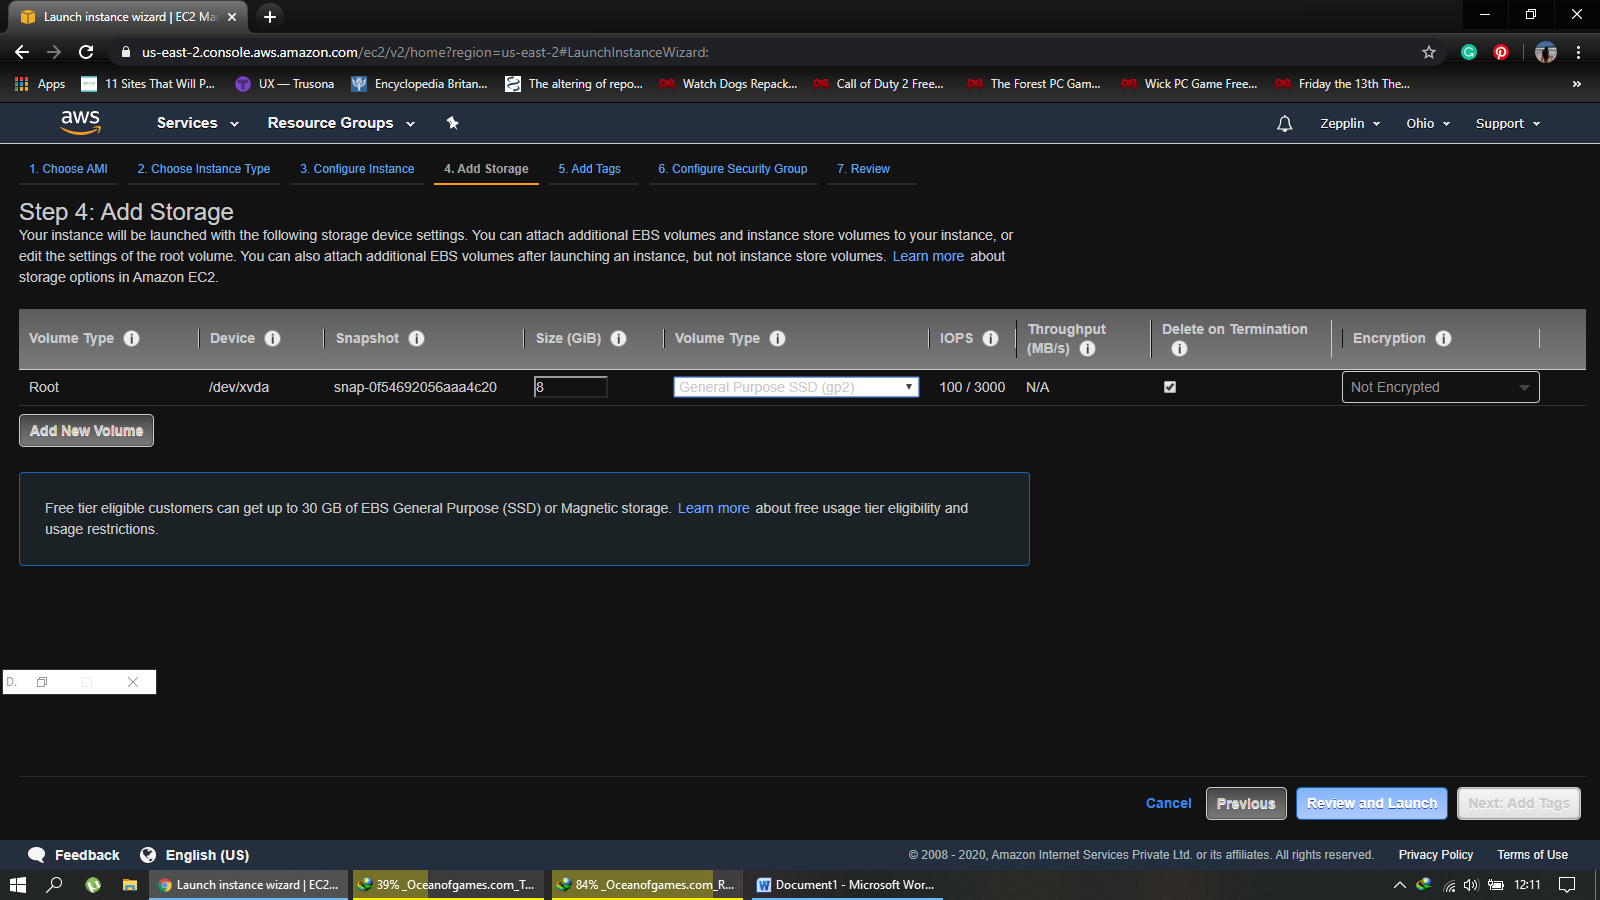 Launch instance wizard | EC2 Mar
us-east-2.console.aws.amazon.com/ec2/v2/home?region=us-east-2#LaunchInstanceWizard:
Apps 11 Sites That Will P... UX — Trusona Encyclopedia Britan... The altering of repo... Watch Dogs Repack... Call of Duty 2 Free... The Forest PC Gam... Wick PC Game Free... Friday the 13th The... »
aws Services Resource Groups Zepplin Ohio Support
1. Choose AMI 2. Choose Instance Type 3. Configure Instance 4. Add Storage 5. Add Tags 6. Configure Security Group 7. Review
Step 4: Add Storage
Your instance will be launched with the following storage device settings. You can attach additional EBS volumes and instance store volumes to your instance, or
edit the settings of the root volume. You can also attach additional EBS volumes after launching an instance, but not instance store volumes. Learn more about
storage options in Amazon EC2.
Volume Type Device Snapshot Size (GiB) Volume Type IOPS Throughput (MB/s) Delete on Termination Encryption
Root /dev/xvda snap-0f54692056aaa4c20 8 General Purpose SSD (gp2) 100 / 3000 N/A Not Encrypted
Add New Volume
Free tier eligible customers can get up to 30 GB of EBS General Purpose (SSD) or Magnetic storage. Learn more about free usage tier eligibility and
usage restrictions.
D.
Cancel Previous Review and Launch Next: Add Tags
Feedback English (US) © 2008 - 2020, Amazon Internet Services Private Ltd. or its affiliates. All rights reserved. Privacy Policy Terms of Use
Launch instance wizard | EC2... 39% _Oceanofgames.com_T... 84% _Oceanofgames.com_R... Document1 - Microsoft Wor... 12:11